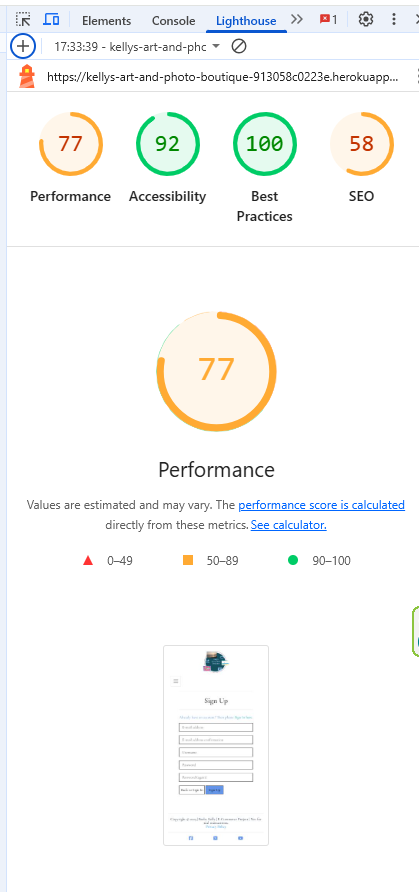 Elements Console Lighthouse 1
17:33:39 - kellys-art-and-phc
https://kellys-art-and-photo-boutique-913058c0223e.herokuapp...
77 92 100 58
Performance Accessibility Best Practices SEO
77
Performance
Values are estimated and may vary. The performance score is calculated
directly from these metrics. See calculator.
0–49 50–89 90–100
Sign Up